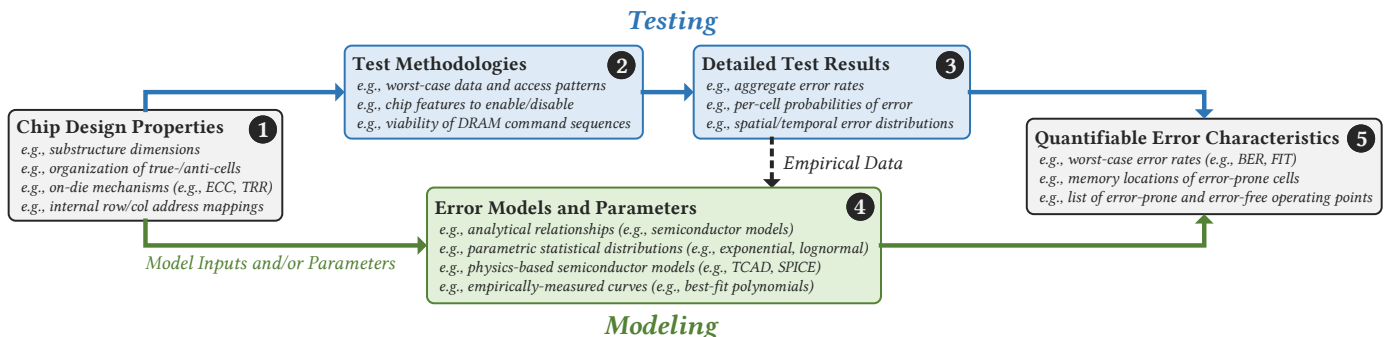 Testing
Test Methodologies 2
e.g., worst-case data and access patterns
e.g., chip features to enable/disable
e.g., viability of DRAM command sequences
Detailed Test Results 3
e.g., aggregate error rates
e.g., per-cell probabilities of error
e.g., spatial/temporal error distributions
Chip Design Properties 1
e.g., substructure dimensions
e.g., organization of true-/anti-cells
e.g., on-die mechanisms (e.g., ECC, TRR)
e.g., internal row/col address mappings
Quantifiable Error Characteristics 5
e.g., worst-case error rates (e.g., BER, FIT)
e.g., memory locations of error-prone cells
e.g., list of error-prone and error-free operating points
Empirical Data
Error Models and Parameters 4
e.g., analytical relationships (e.g., semiconductor models)
e.g., parametric statistical distributions (e.g., exponential, lognormal)
e.g., physics-based semiconductor models (e.g., TCAD, SPICE)
e.g., empirically-measured curves (e.g., best-fit polynomials)
Model Inputs and/or Parameters
Modeling